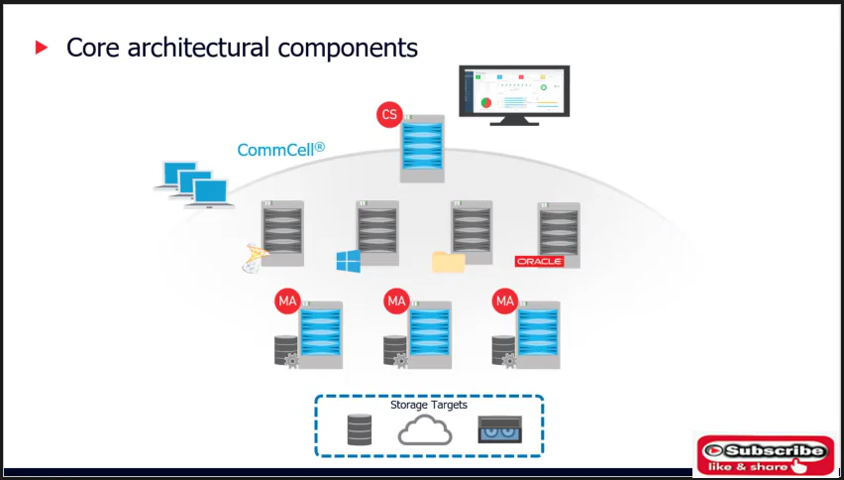 Core architectural components
CS
CommCell®
ORACLE
MA
MA
MA
Storage Targets
Subscribe
like & share